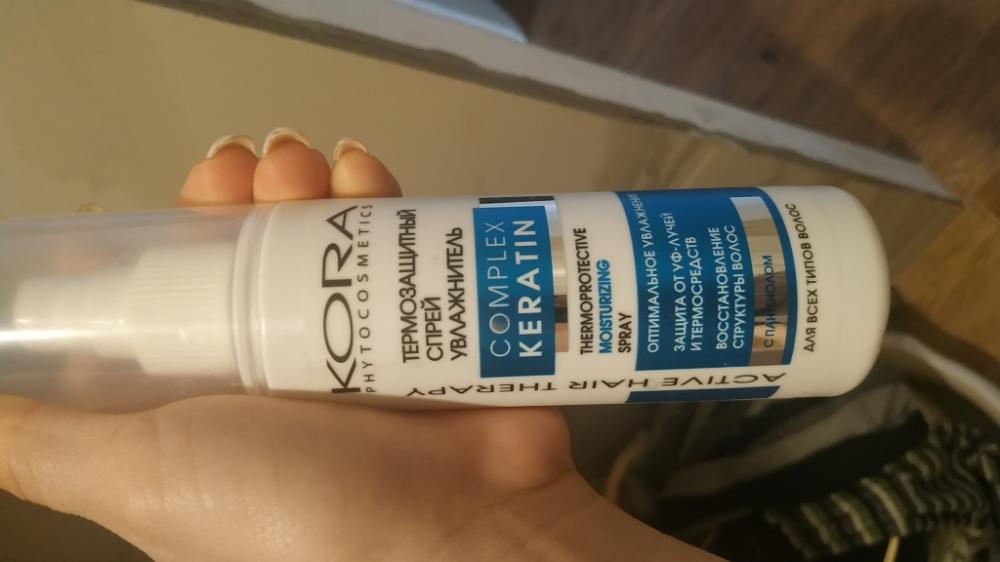 KORA
PHYTOCOSMETICS
ТЕРМОЗАЩИТНЫЙ
СПРЕЙ
УВЛАЖНИТЕЛЬ
COMPLEX
KERATIN
THERMOPROTECTIVE
MOISTURIZING
SPRAY
ОПТИМАЛЬНОЕ УВЛАЖНЕНИЕ
ЗАЩИТА ОТ УФ-ЛУЧЕЙ
И ТЕРМОСРЕДСТВ
ВОССТАНОВЛЕНИЕ
СТРУКТУРЫ ВОЛОС
С ПАНТЕНОЛОМ
ДЛЯ ВСЕХ ТИПОВ ВОЛОС
ACTIVE HAIR THERAPY